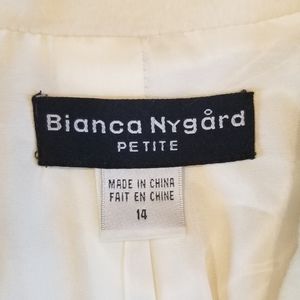 Bianca Nygård
PETITE
MADE IN CHINA
FAIT EN CHINE
14